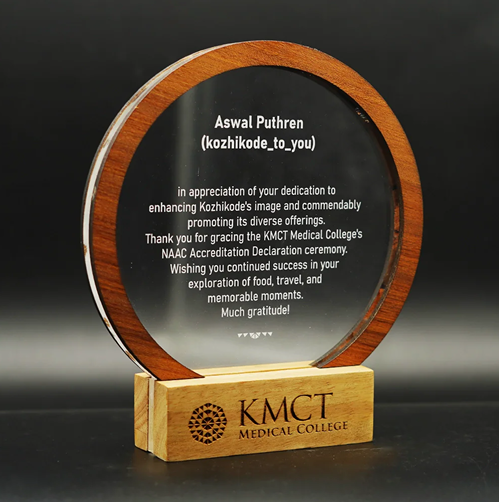 Aswal Puthren
(kozhikode_to_you)
in appreciation of your dedication to
enhancing Kozhikode's image and commendably
promoting its diverse offerings.
Thank you for gracing the KMCT Medical College's
NAAC Accreditation Declaration ceremony.
Wishing you continued success in your
exploration of food, travel, and
memorable moments.
Much gratitude!
KMCT
MEDICAL COLLEGE